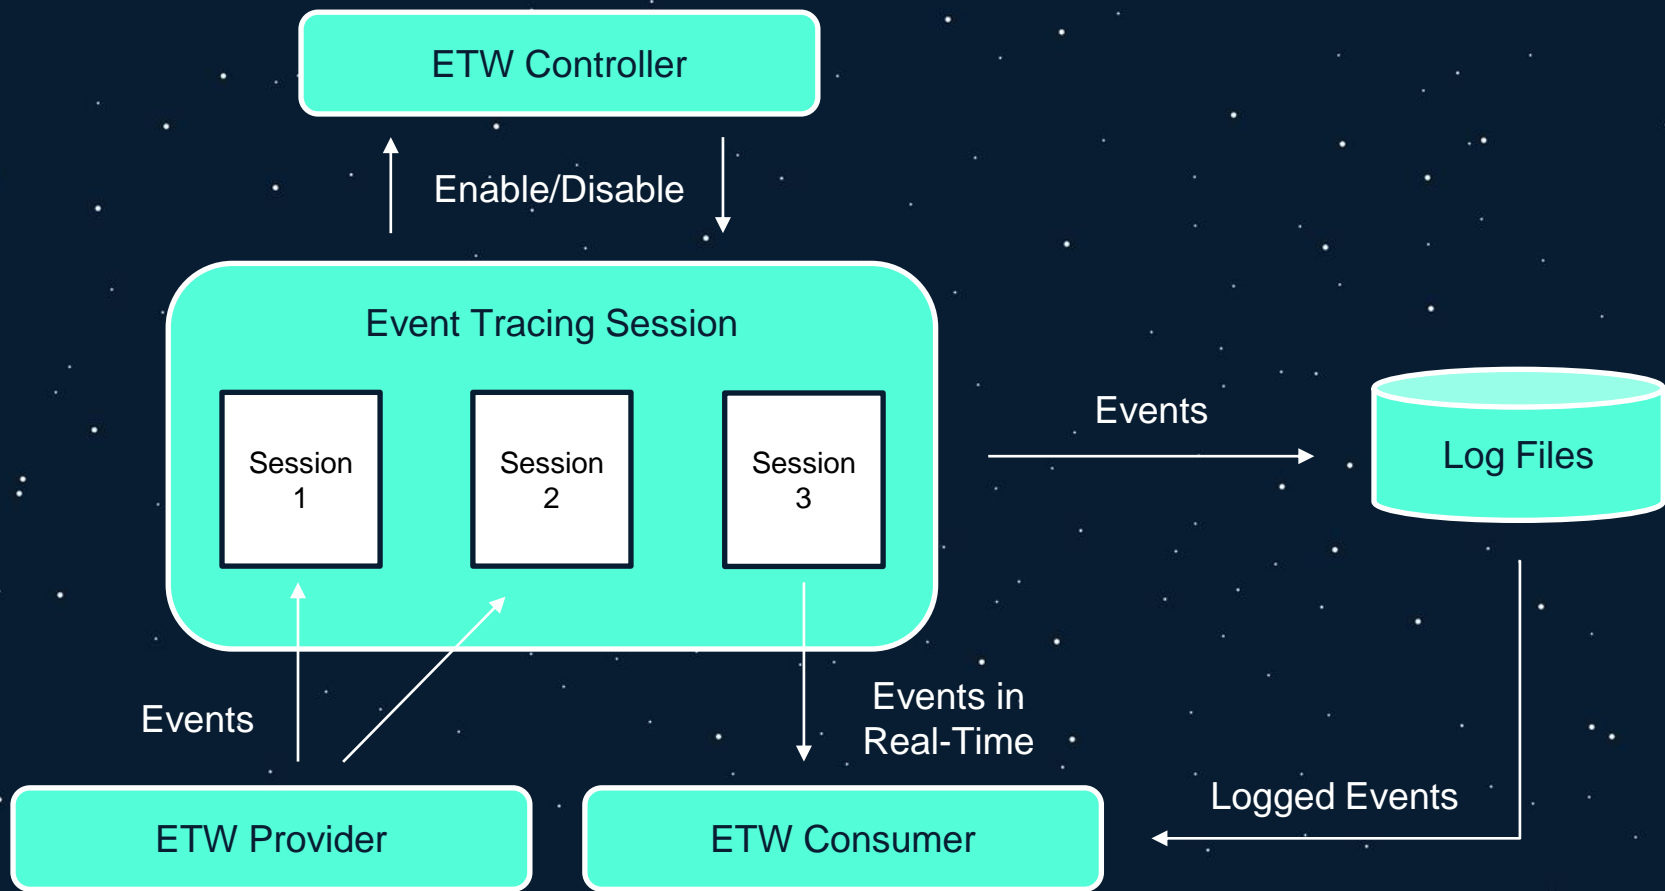 ETW Controller
Enable/Disable
Event Tracing Session
Session
1
Session
2
Session
3
Events
Log Files
Events
Events in
Real-Time
Logged Events
ETW Provider
ETW Consumer